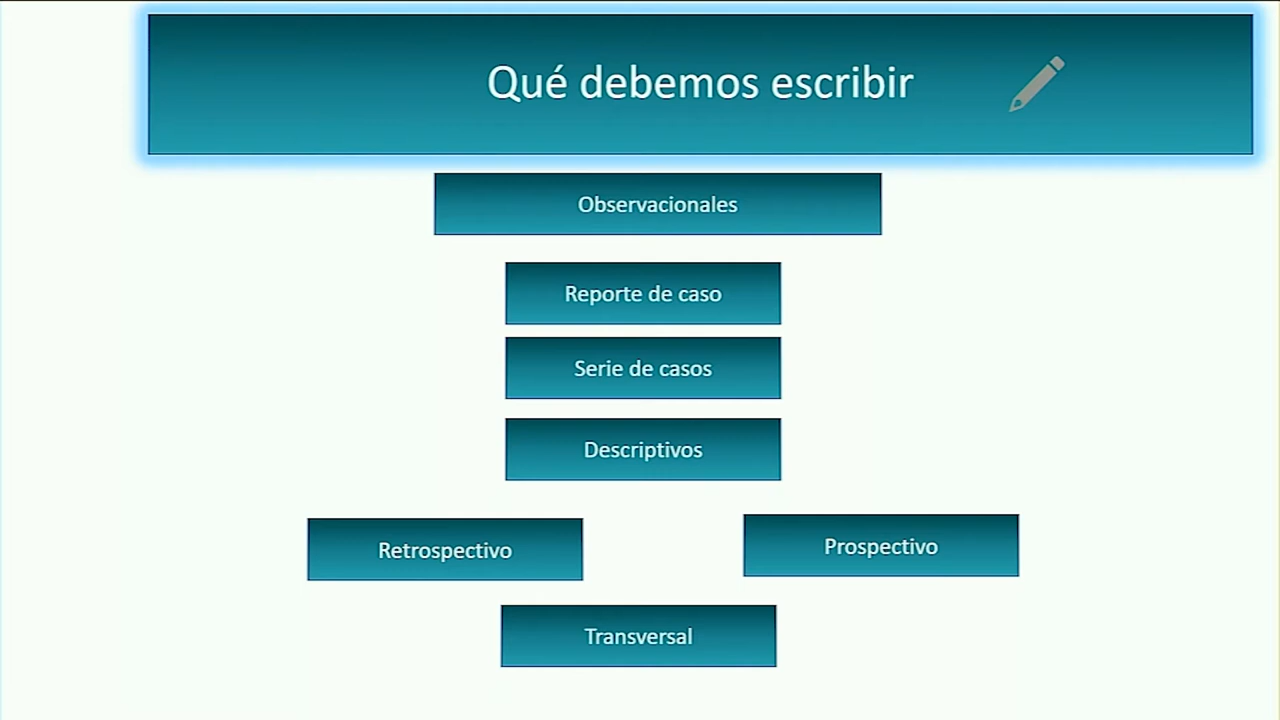 Qué debemos escribir
Observacionales
Reporte de caso
Serie de casos
Descriptivos
Retrospectivo
Prospectivo
Transversal